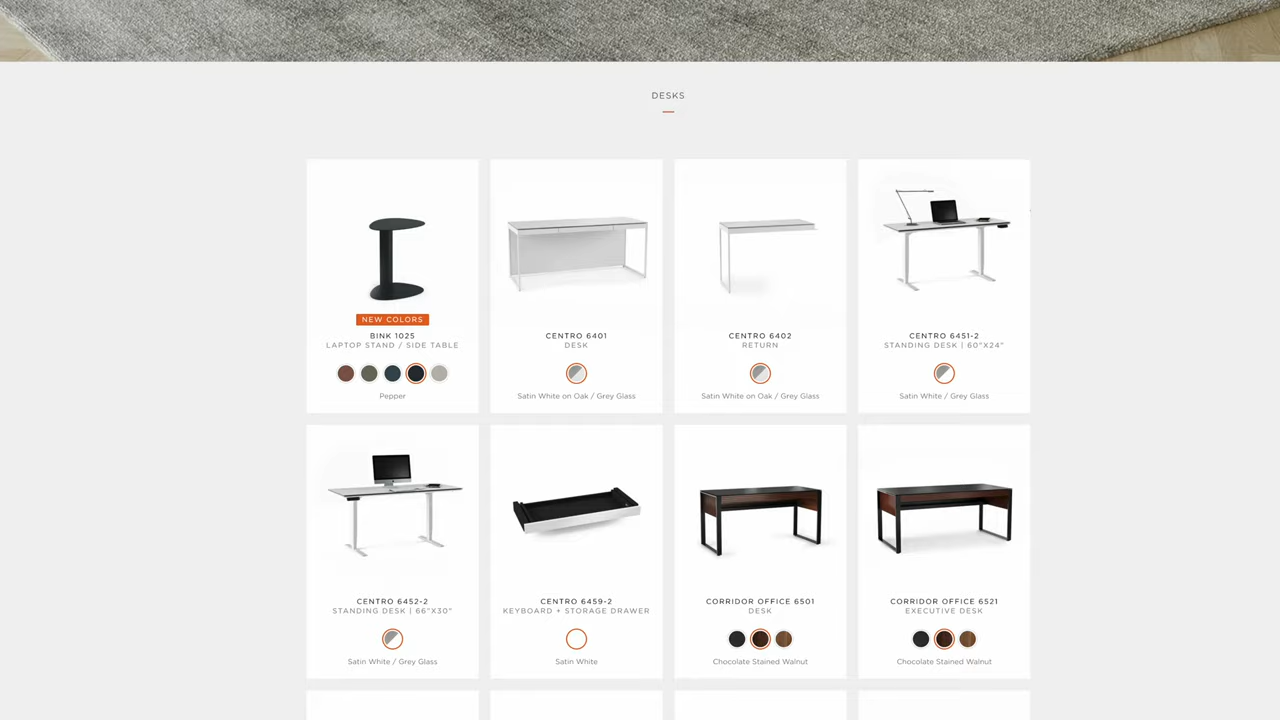 DESKS
NEW COLORS
BINK 1025
LAPTOP STAND / SIDE TABLE
Pepper
CENTRO 6401
DESK
Satin White on Oak / Grey Glass
CENTRO 6402
RETURN
Satin White on Oak / Grey Glass
CENTRO 6451-2
STANDING DESK | 60"X24"
Satin White / Grey Glass
CENTRO 6452-2
STANDING DESK | 66"X30"
Satin White / Grey Glass
CENTRO 6459-2
KEYBOARD + STORAGE DRAWER
Satin White
CORRIDOR OFFICE 6501
DESK
Chocolate Stained Walnut
CORRIDOR OFFICE 6521
EXECUTIVE DESK
Chocolate Stained Walnut